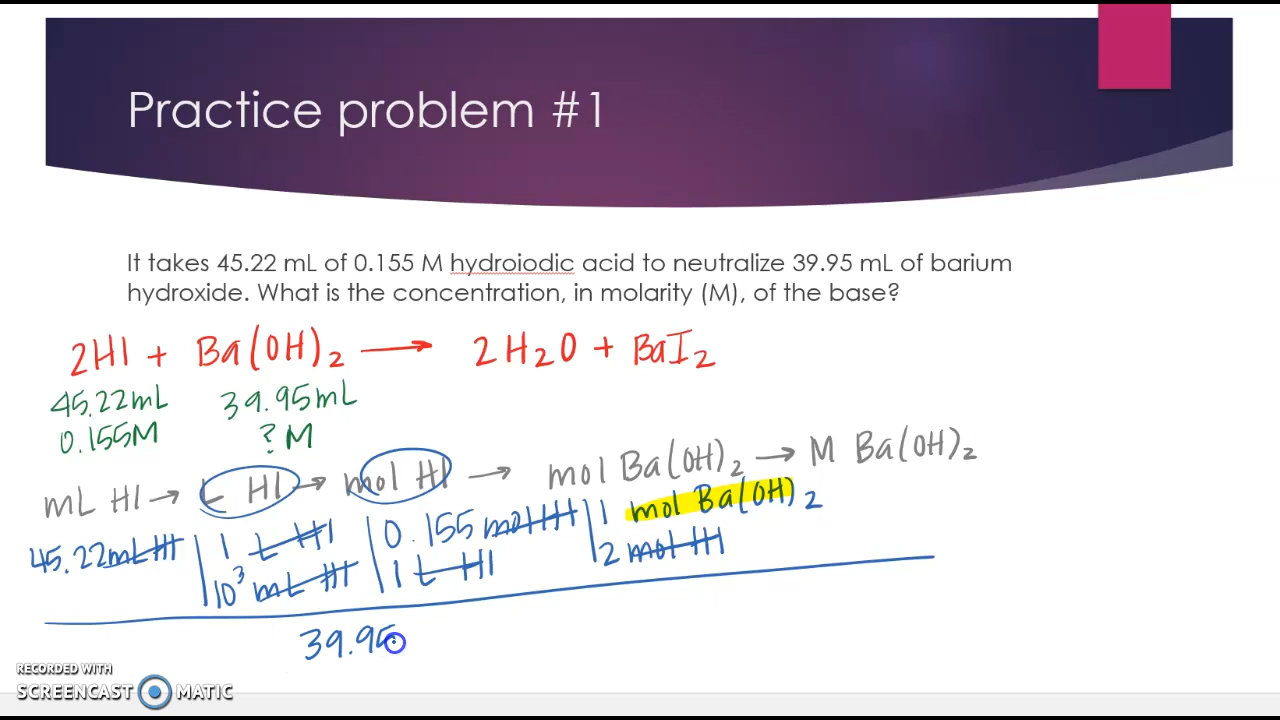 Practice problem #1
It takes 45.22 mL of 0.155 M hydroiodic acid to neutralize 39.95 mL of barium
hydroxide. What is the concentration, in molarity (M), of the base?
2HI + Ba(OH)₂ → 2H₂O + BaI₂
45.22mL 39.95mL
0.155M ? M
mL HI → L HI → mol HI → mol Ba(OH)₂ → M Ba(OH)₂
45.22mL HI | 1 L HI | 0.155 mol HI | 1 mol Ba(OH)₂
10³ mL HI | 1 L HI | 2 mol HI
39.95
RECORDED WITH
SCREENCAST MATIC